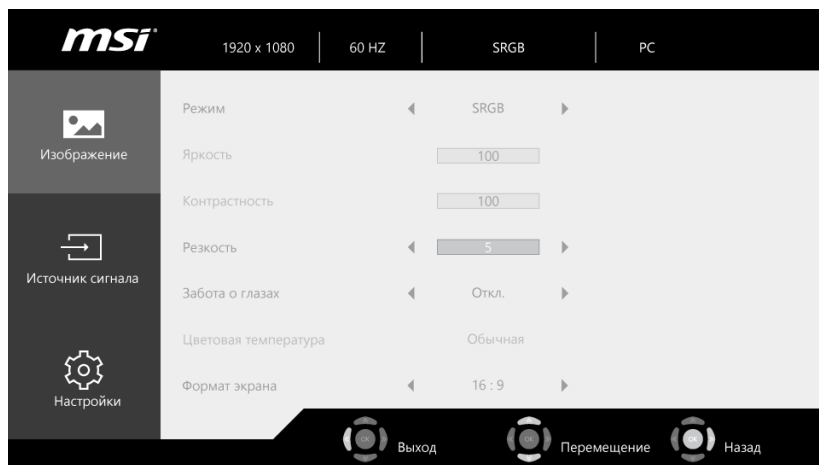 msi
1920 x 1080 60 HZ SRGB PC
Изображение
Источник сигнала
Настройки
Режим SRGB
Яркость 100
Контрастность 100
Резкость 5
Забота о глазах Откл.
Цветовая температура Обычная
Формат экрана 16 : 9
OK Выход OK Перемещение OK Назад